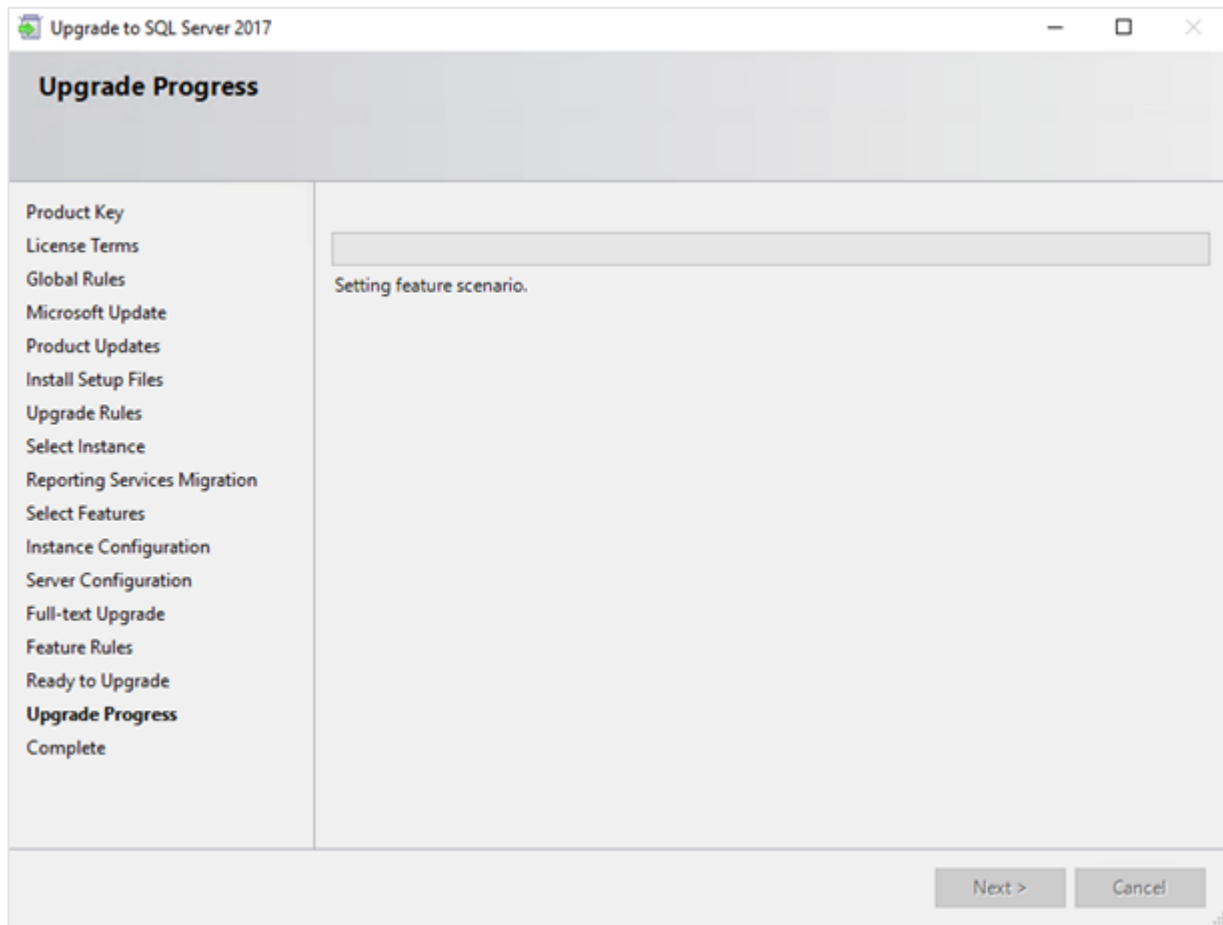 Upgrade to SQL Server 2017
Upgrade Progress
Product Key
License Terms
Global Rules
Microsoft Update
Product Updates
Install Setup Files
Upgrade Rules
Select Instance
Reporting Services Migration
Select Features
Instance Configuration
Server Configuration
Full-text Upgrade
Feature Rules
Ready to Upgrade
Upgrade Progress
Complete
Setting feature scenario.
Next >
Cancel